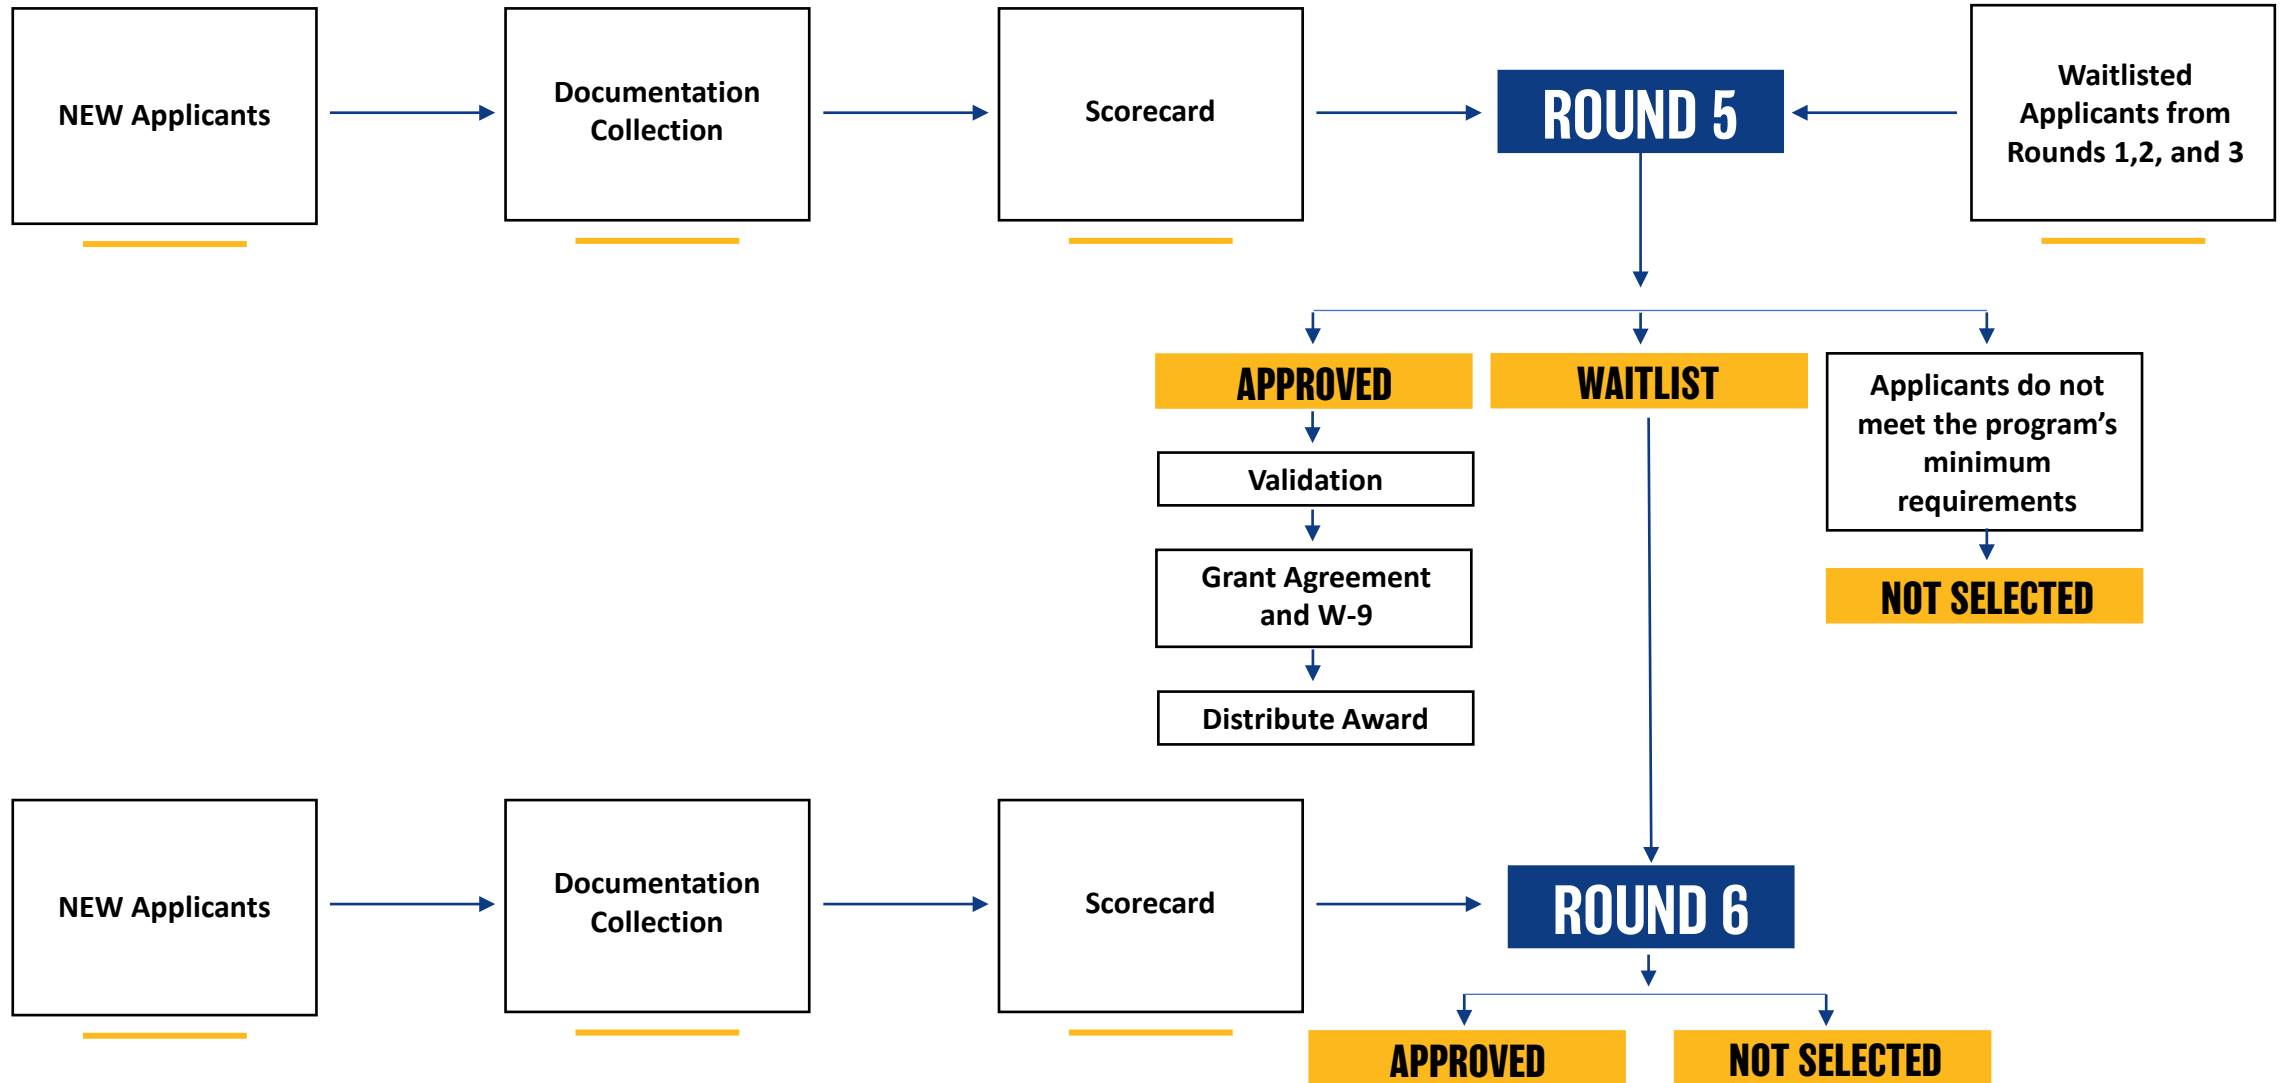 NEW Applicants
Documentation
Collection
Scorecard
ROUND 5
Waitlisted
Applicants from
Rounds 1,2, and 3
APPROVED
WAITLIST
Applicants do not
meet the program’s
minimum
requirements
Validation
Grant Agreement
and W-9
Distribute Award
NOT SELECTED
NEW Applicants
Documentation
Collection
Scorecard
ROUND 6
APPROVED
NOT SELECTED